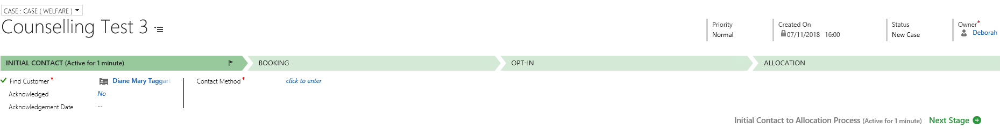 CASE : CASE ( WELFARE )
Counselling Test 3
Priority
Normal
Created On
07/11/2018 16:00
Status
New Case
Owner*
Deborah
INITIAL CONTACT (Active for 1 minute)
BOOKING
OPT-IN
ALLOCATION
Find Customer* Diane Mary Taggart
Contact Method* click to enter
Acknowledged No
Acknowledgement Date --
Initial Contact to Allocation Process (Active for 1 minute) Next Stage